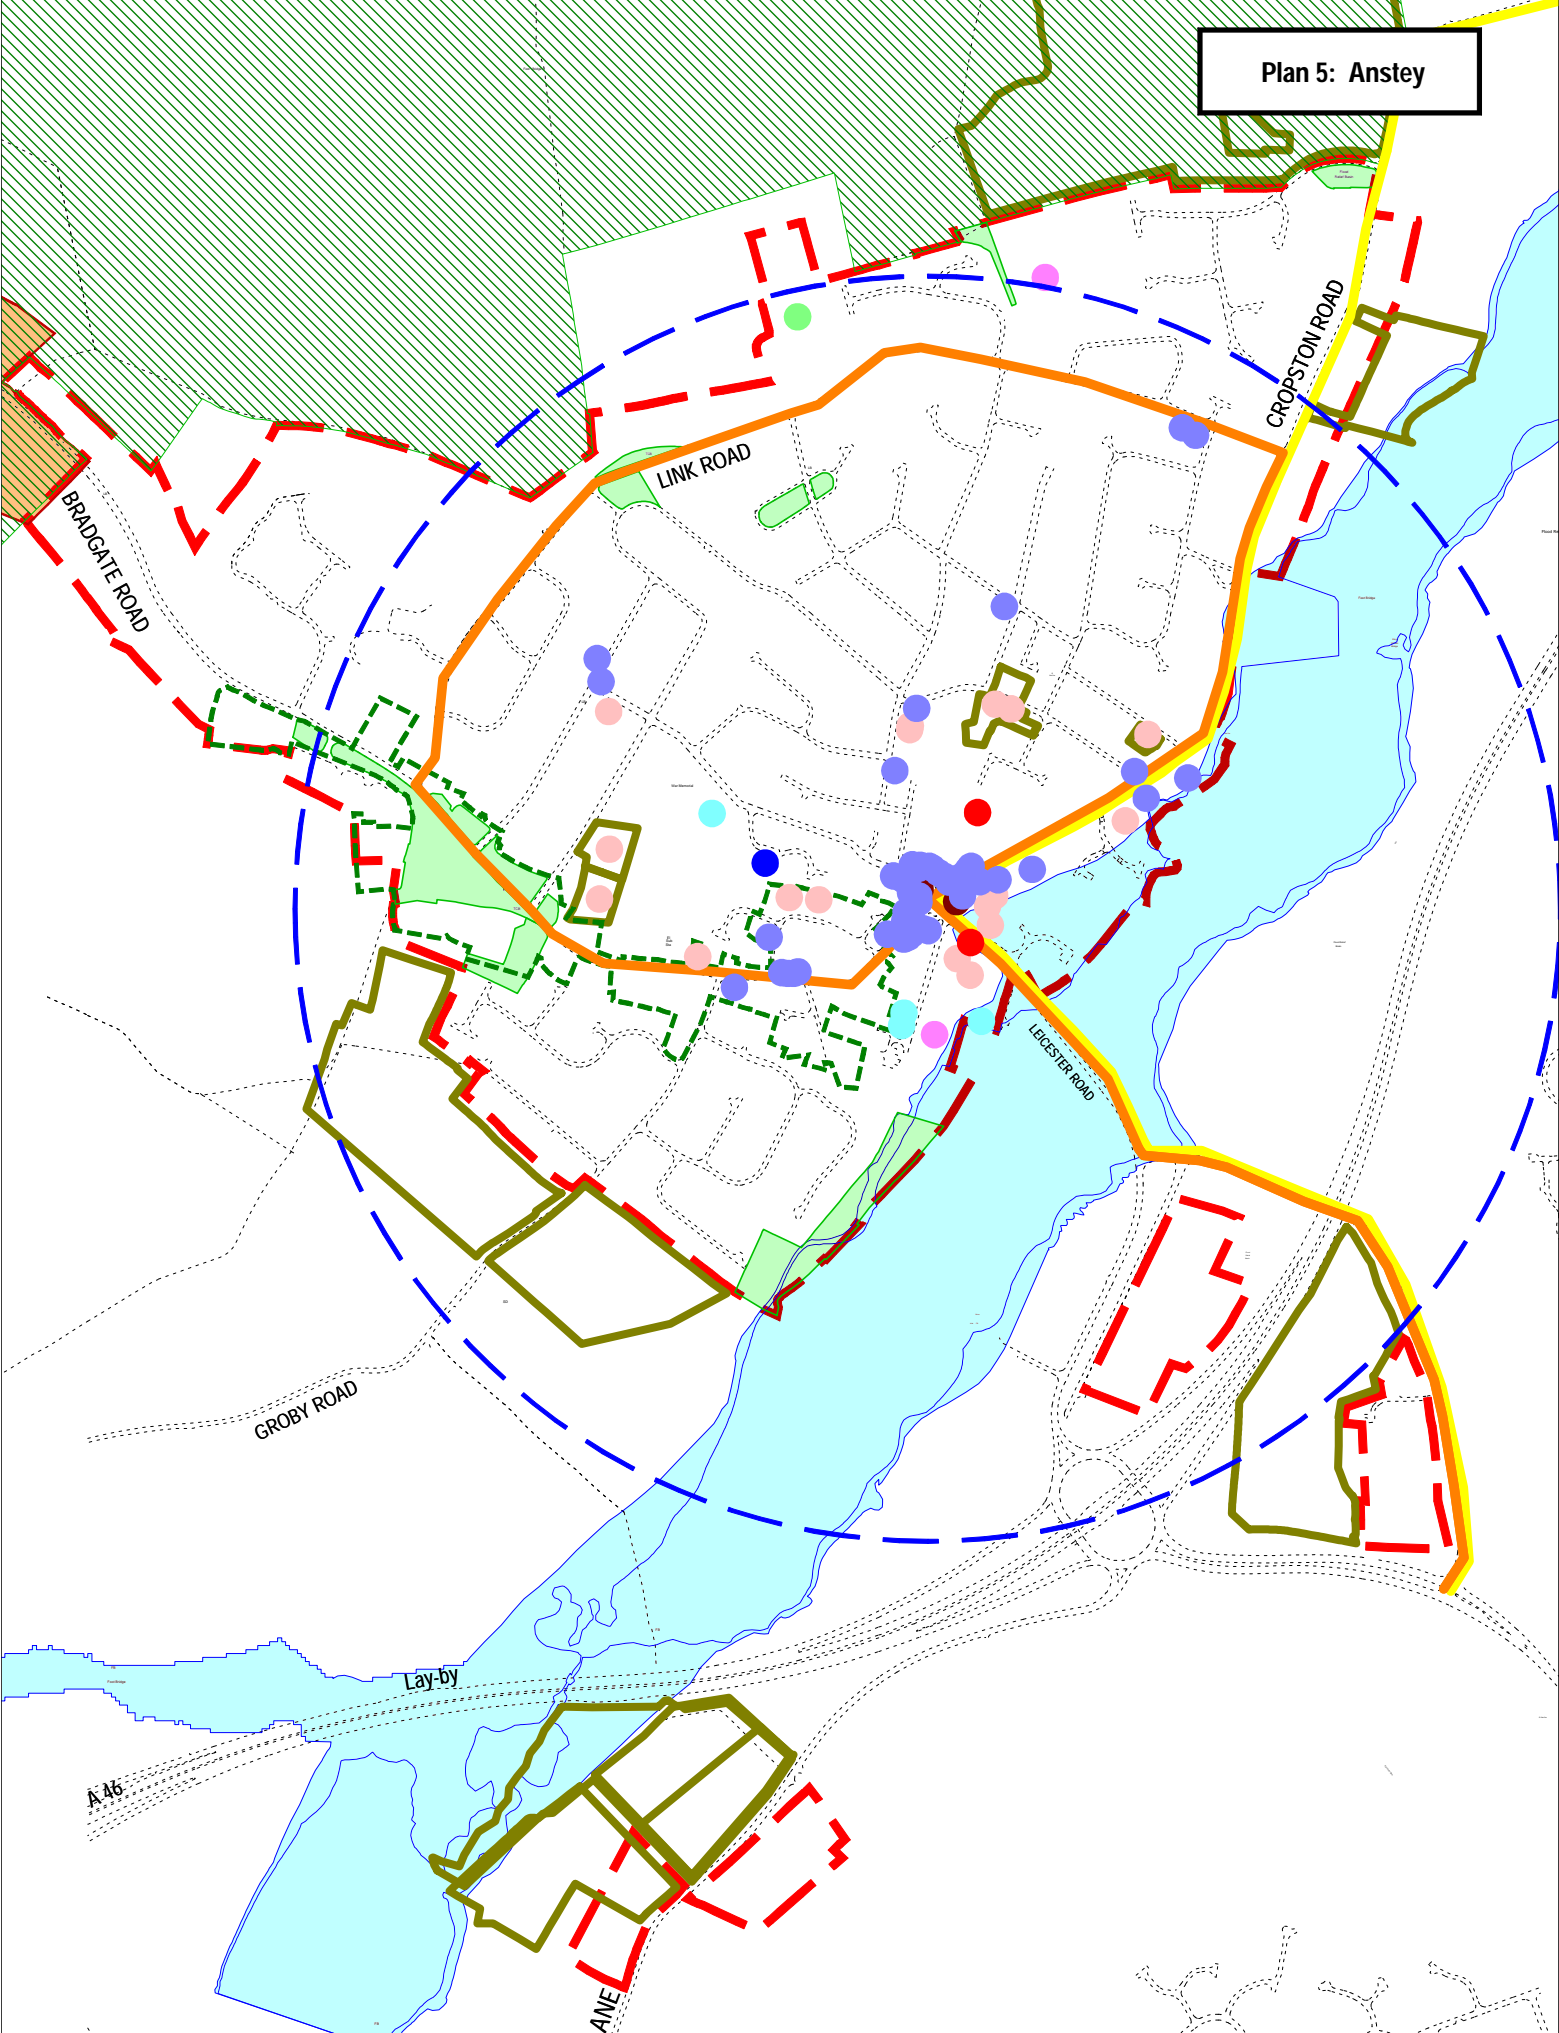 Plan 5: Anstey
CROPSTON ROAD
LINK ROAD
BRADGATE ROAD
LEICESTER ROAD
GROBY ROAD
Lay-by
A 46
ANE